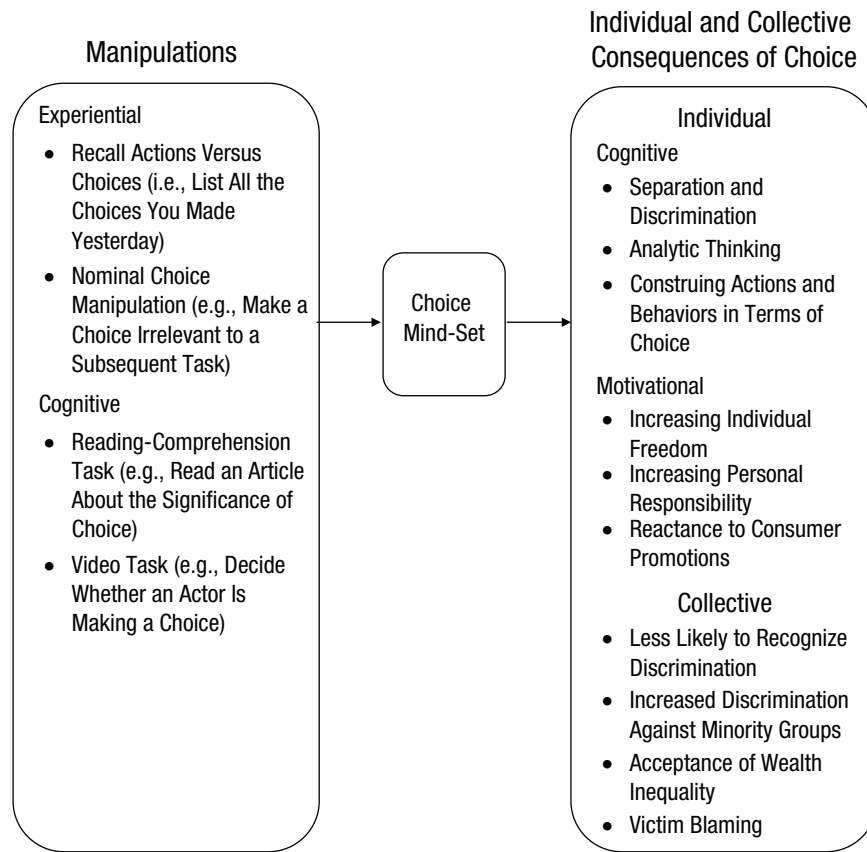 Manipulations
Experiential
• Recall Actions Versus
Choices (i.e., List All the
Choices You Made
Yesterday)
• Nominal Choice
Manipulation (e.g., Make a
Choice Irrelevant to a
Subsequent Task)
Cognitive
• Reading-Comprehension
Task (e.g., Read an Article
About the Significance of
Choice)
• Video Task (e.g., Decide
Whether an Actor Is
Making a Choice)
Choice
Mind-Set
Individual and Collective
Consequences of Choice
Individual
Cognitive
• Separation and
Discrimination
• Analytic Thinking
• Construing Actions and
Behaviors in Terms of
Choice
Motivational
• Increasing Individual
Freedom
• Increasing Personal
Responsibility
• Reactance to Consumer
Promotions
Collective
• Less Likely to Recognize
Discrimination
• Increased Discrimination
Against Minority Groups
• Acceptance of Wealth
Inequality
• Victim Blaming